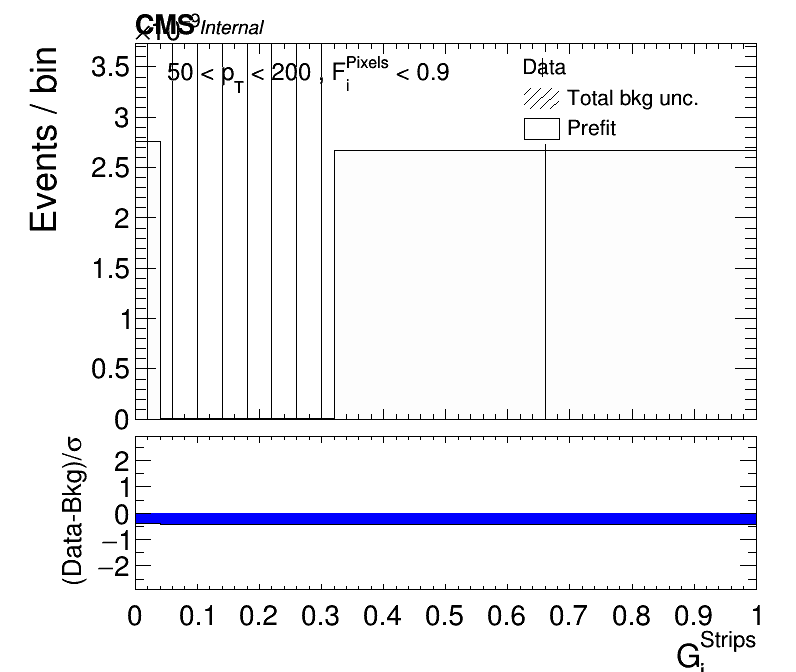 CMS Internal
×10⁹
50 < p_T < 200 , F_i^Pixels < 0.9
Data
Total bkg unc.
Prefit
Events / bin
3.5
3
2.5
2
1.5
1
0.5
0
(Data-Bkg)/σ
2
1
0
−1
−2
0 0.1 0.2 0.3 0.4 0.5 0.6 0.7 0.8 0.9 1
G_i^Strips